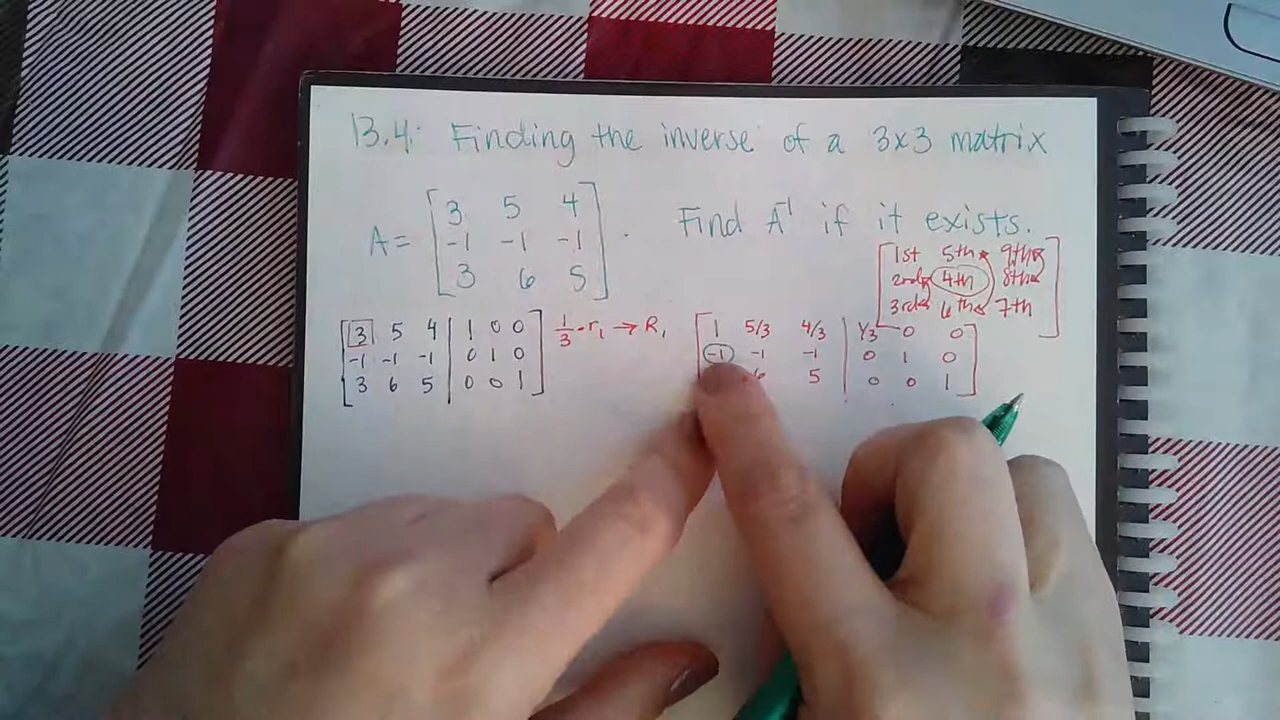 13.4: Finding the inverse of a 3x3 matrix
A = [3 5 4
-1 -1 -1
3 6 5].
Find A⁻¹ if it exists.
[1st 5th 9th
2nd 4th 8th
3rd 6th 7th]
[3 5 4 | 1 0 0
-1 -1 -1 | 0 1 0
3 6 5 | 0 0 1]
1/3 · r₁ → R₁
[1 5/3 4/3 | 1/3 0 0
-1 -1 -1 | 0 1 0
6 5 | 0 0 1]